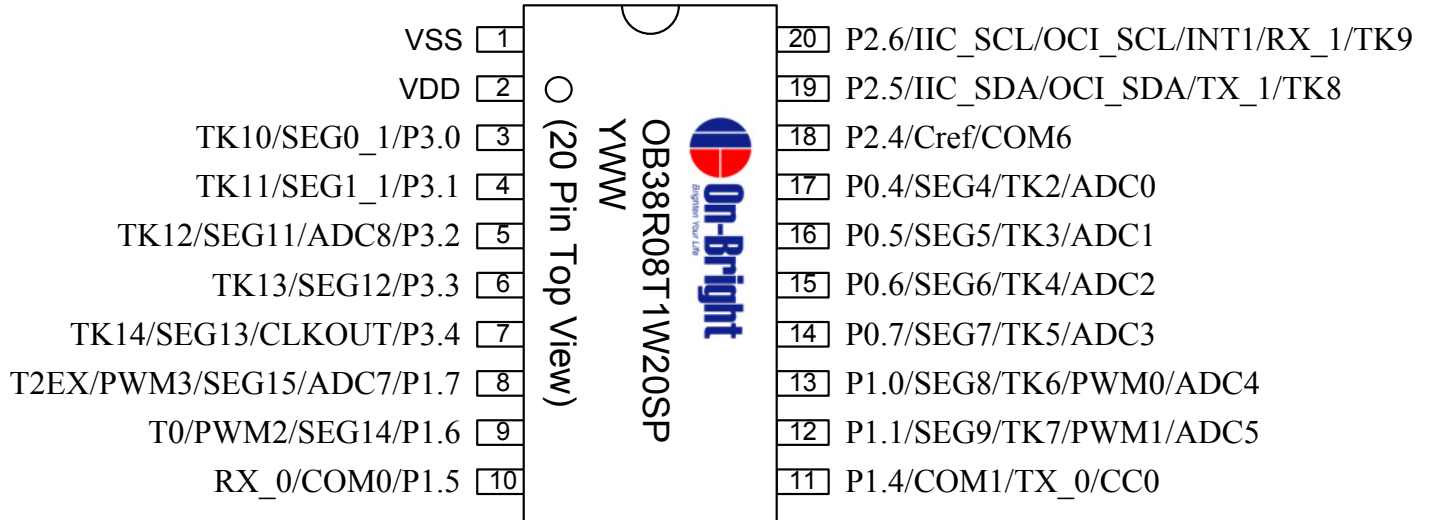 VSS 1
VDD 2
TK10/SEG0_1/P3.0 3
TK11/SEG1_1/P3.1 4
TK12/SEG11/ADC8/P3.2 5
TK13/SEG12/P3.3 6
TK14/SEG13/CLKOUT/P3.4 7
T2EX/PWM3/SEG15/ADC7/P1.7 8
T0/PWM2/SEG14/P1.6 9
RX_0/COM0/P1.5 10
On-Bright
Brighten Your Life
OB38R08T1W20SP
YWW
(20 Pin Top View)
20 P2.6/IIC_SCL/OCI_SCL/INT1/RX_1/TK9
19 P2.5/IIC_SDA/OCI_SDA/TX_1/TK8
18 P2.4/Cref/COM6
17 P0.4/SEG4/TK2/ADC0
16 P0.5/SEG5/TK3/ADC1
15 P0.6/SEG6/TK4/ADC2
14 P0.7/SEG7/TK5/ADC3
13 P1.0/SEG8/TK6/PWM0/ADC4
12 P1.1/SEG9/TK7/PWM1/ADC5
11 P1.4/COM1/TX_0/CC0